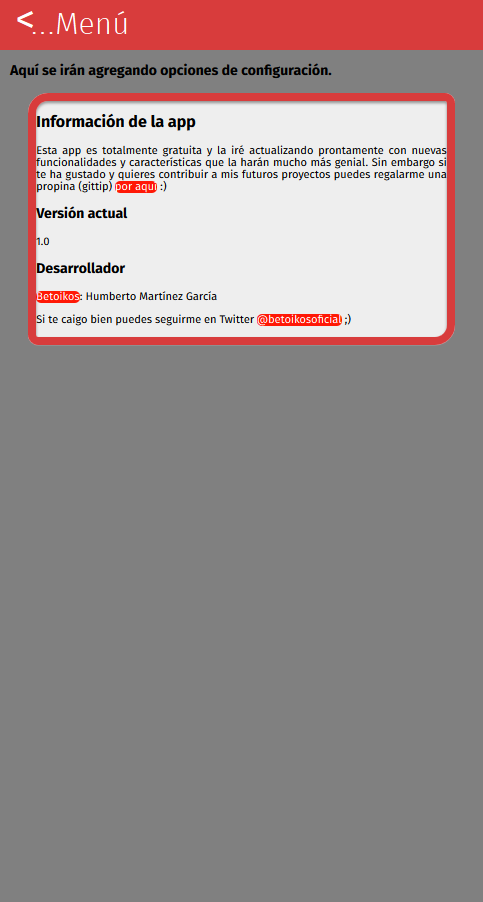 <...Menú
Aquí se irán agregando opciones de configuración.
Información de la app
Esta app es totalmente gratuita y la iré actualizando prontamente con nuevas
funcionalidades y características que la harán mucho más genial. Sin embargo si
te ha gustado y quieres contribuir a mis futuros proyectos puedes regalarme una
propina (gittip) por aquí :)
Versión actual
1.0
Desarrollador
Betoikos: Humberto Martínez García
Si te caigo bien puedes seguirme en Twitter @betoikosoficial ;)